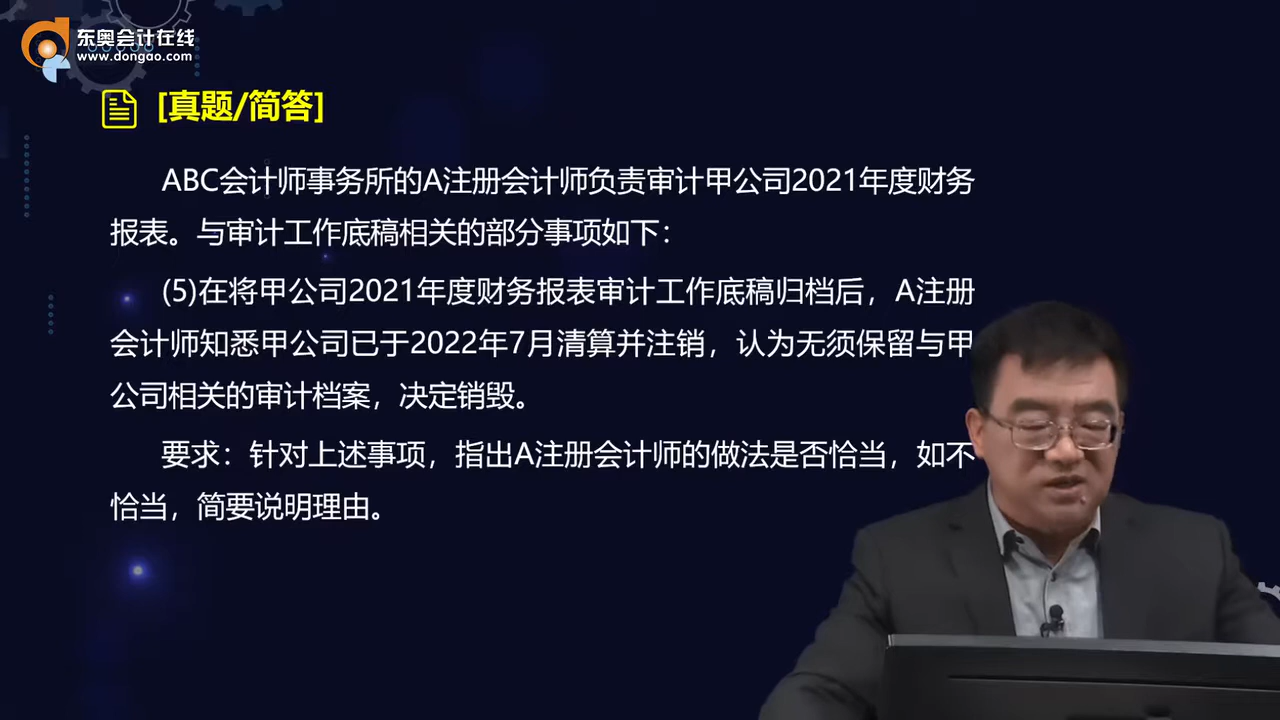 东奥会计在线
www.dongao.com
[真题/简答]
ABC会计师事务所的A注册会计师负责审计甲公司2021年度财务
报表。与审计工作底稿相关的部分事项如下：
(5)在将甲公司2021年度财务报表审计工作底稿归档后，A注册
会计师知悉甲公司已于2022年7月清算并注销，认为无须保留与甲
公司相关的审计档案，决定销毁。
要求：针对上述事项，指出A注册会计师的做法是否恰当，如不
恰当，简要说明理由。